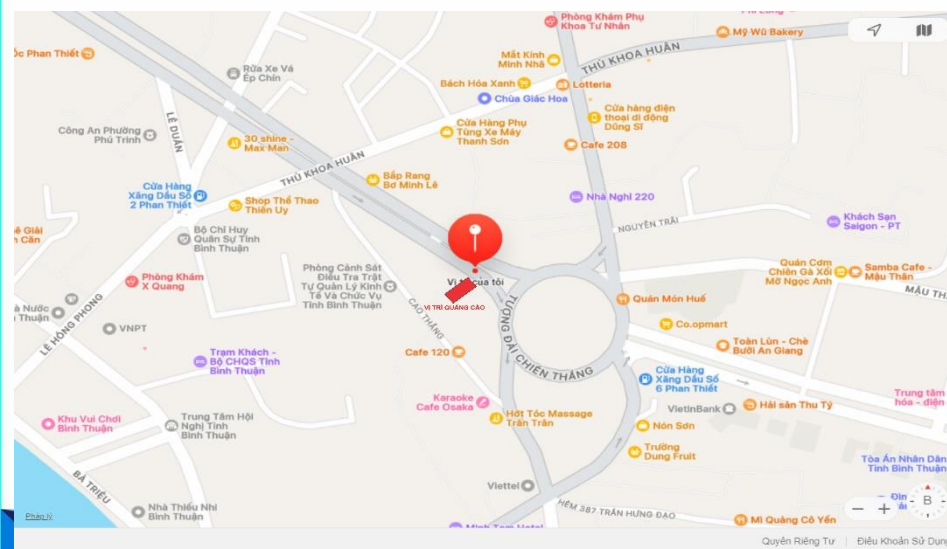 Phòng Khám Phụ
Khoa Tư Nhân
Mỹ Wũ Bakery
ốc Phan Thiết
Mắt Kính
Minh Nhã
THỦ KHOA HUÂN
Rửa Xe Vá
Ép Chín
Bách Hóa Xanh
Lotteria
Chùa Giác Hoa
LÊ DUẨN
Cửa hàng điện
thoại di động
Dũng Sĩ
Công An Phường
Phú Trinh
Cửa Hàng Phụ
Tùng Xe Máy
Thanh Sơn
30 shine -
Max Man
Cafe 208
THỦ KHOA HUÂN
Bắp Rang
Bơ Minh Lê
Cửa Hàng
Xăng Dầu Số
2 Phan Thiết
Shop Thể Thao
Thiên Uy
Nhà Nghỉ 220
NGUYỄN TRÃI
Khách Sạn
Saigon - PT
ê Giải
n Căn
Bộ Chỉ Huy
Quân Sự Tỉnh
Bình Thuận
Phòng Cảnh Sát
Điều Tra Trật
Tự Quản Lý Kinh
Tế Và Chức Vụ
Tỉnh Bình Thuận
Phòng Khám
X Quang
Quán Cơm
Chiên Gà Xối
Mỡ Ngọc Anh
Samba Cafe -
Mậu Thân
MẬU TH
VỊ TRÍ QUẢNG CÁO
Quán Món Huế
à Nước
Thuận
LÊ HỒNG PHONG
VNPT
CAO THẮNG
TƯỢNG ĐÀI CHIẾN THẮNG
Co.opmart
Toàn Lùn - Chè
Bưởi An Giang
Cafe 120
Trạm Khách -
Bộ CHQS Tỉnh
Bình Thuận
Cửa Hàng
Xăng Dầu Số
6 Phan Thiết
Karaoke
Cafe Osaka
Trung tâm
hóa - điện
VietinBank
Hải sản Thu Tý
Hớt Tóc Massage
Trân Trân
Khu Vui Chơi
Bình Thuận
Trung Tâm Hội
Nghị Tỉnh
Bình Thuận
Nón Sơn
Trường
Dung Fruit
Tòa Án Nhân Dân
Tỉnh Bình Thuận
BÀ TRIỆU
Viettel
HẺM 387 TRẦN HƯNG ĐẠO
B
Pháp lý
Nhà Thiếu Nhi
Bình Thuận
Mì Quảng Cô Yến
Quyền Riêng Tư
Điều Khoản Sử Dụng